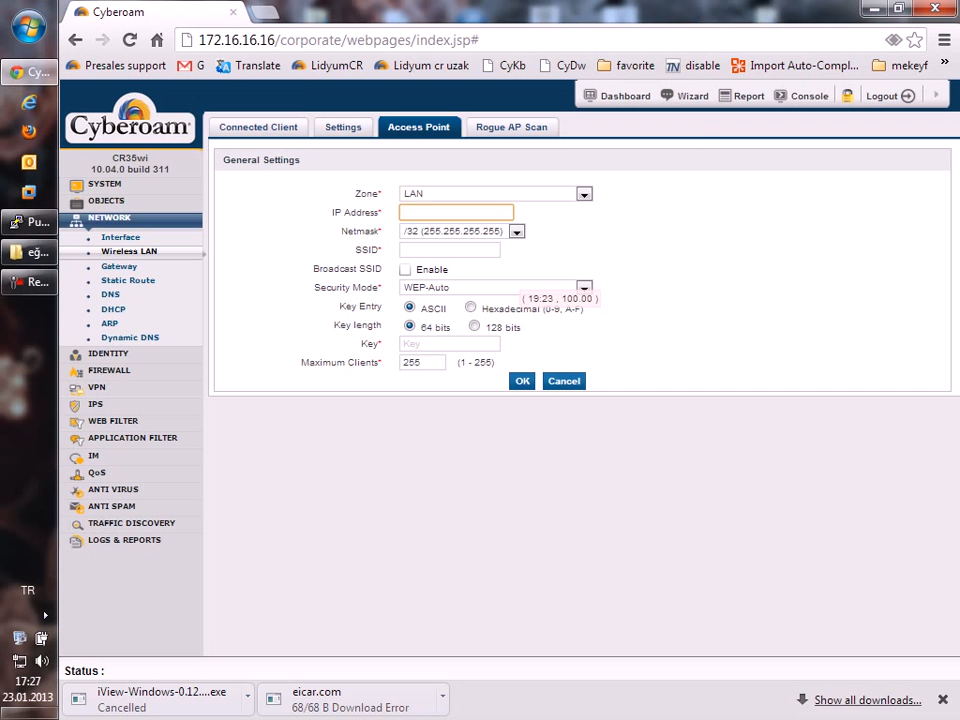 Cyberoam
172.16.16.16/corporate/webpages/index.jsp#
Cy...
Presales support
G
Translate
LidyumCR
Lidyum cr uzak
CyKb
CyDw
favorite
disable
Import Auto-Compl...
mekeyf
»
Dashboard
Wizard
Report
Console
Logout
Cyberoam
CR35wi
10.04.0 build 311
Connected Client
Settings
Access Point
Rogue AP Scan
SYSTEM
OBJECTS
NETWORK
Interface
Wireless LAN
Gateway
Static Route
DNS
DHCP
ARP
Dynamic DNS
IDENTITY
FIREWALL
VPN
IPS
WEB FILTER
APPLICATION FILTER
IM
QoS
ANTI VIRUS
ANTI SPAM
TRAFFIC DISCOVERY
LOGS & REPORTS
General Settings
Zone* LAN
IP Address*
Netmask* /32 (255.255.255.255)
SSID*
Broadcast SSID Enable
Security Mode* WEP-Auto
( 19:23 , 100.00 )
Key Entry* ASCII Hexadecimal (0-9, A-F)
Key length* 64 bits 128 bits
Key* Key
Maximum Clients* 255 (1 - 255)
OK Cancel
Pu...
eğ...
Re...
TR
17:27
23.01.2013
Status :
iView-Windows-0.12....exe
Cancelled
eicar.com
68/68 B Download Error
Show all downloads...